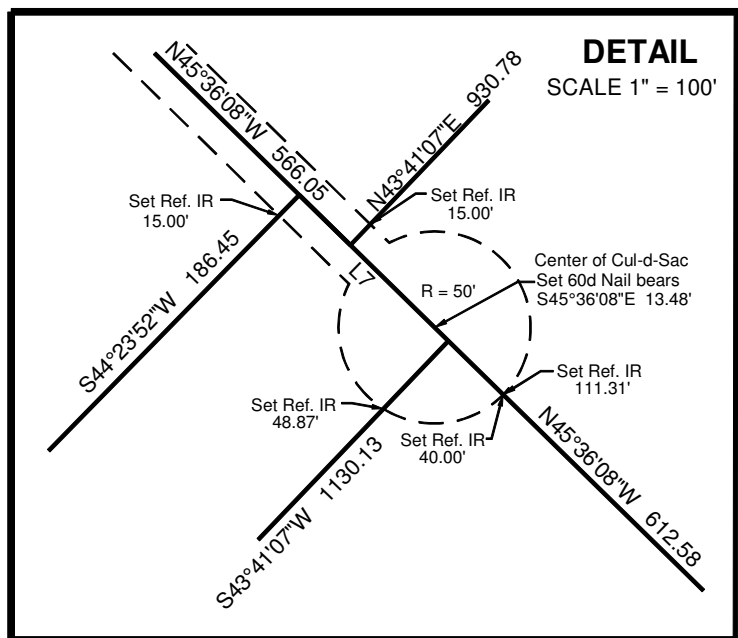 DETAIL
SCALE 1" = 100'
N45°36'08"W 566.05
N43°41'07"E 930.78
Set Ref. IR
15.00'
Set Ref. IR
15.00'
S44°23'52"W 186.45
L7
R = 50'
Center of Cul-d-Sac
Set 60d Nail bears
S45°36'08"E 13.48'
Set Ref. IR
111.31'
Set Ref. IR
48.87'
Set Ref. IR
40.00'
S43°41'07"W 1130.13
N45°36'08"W 612.58